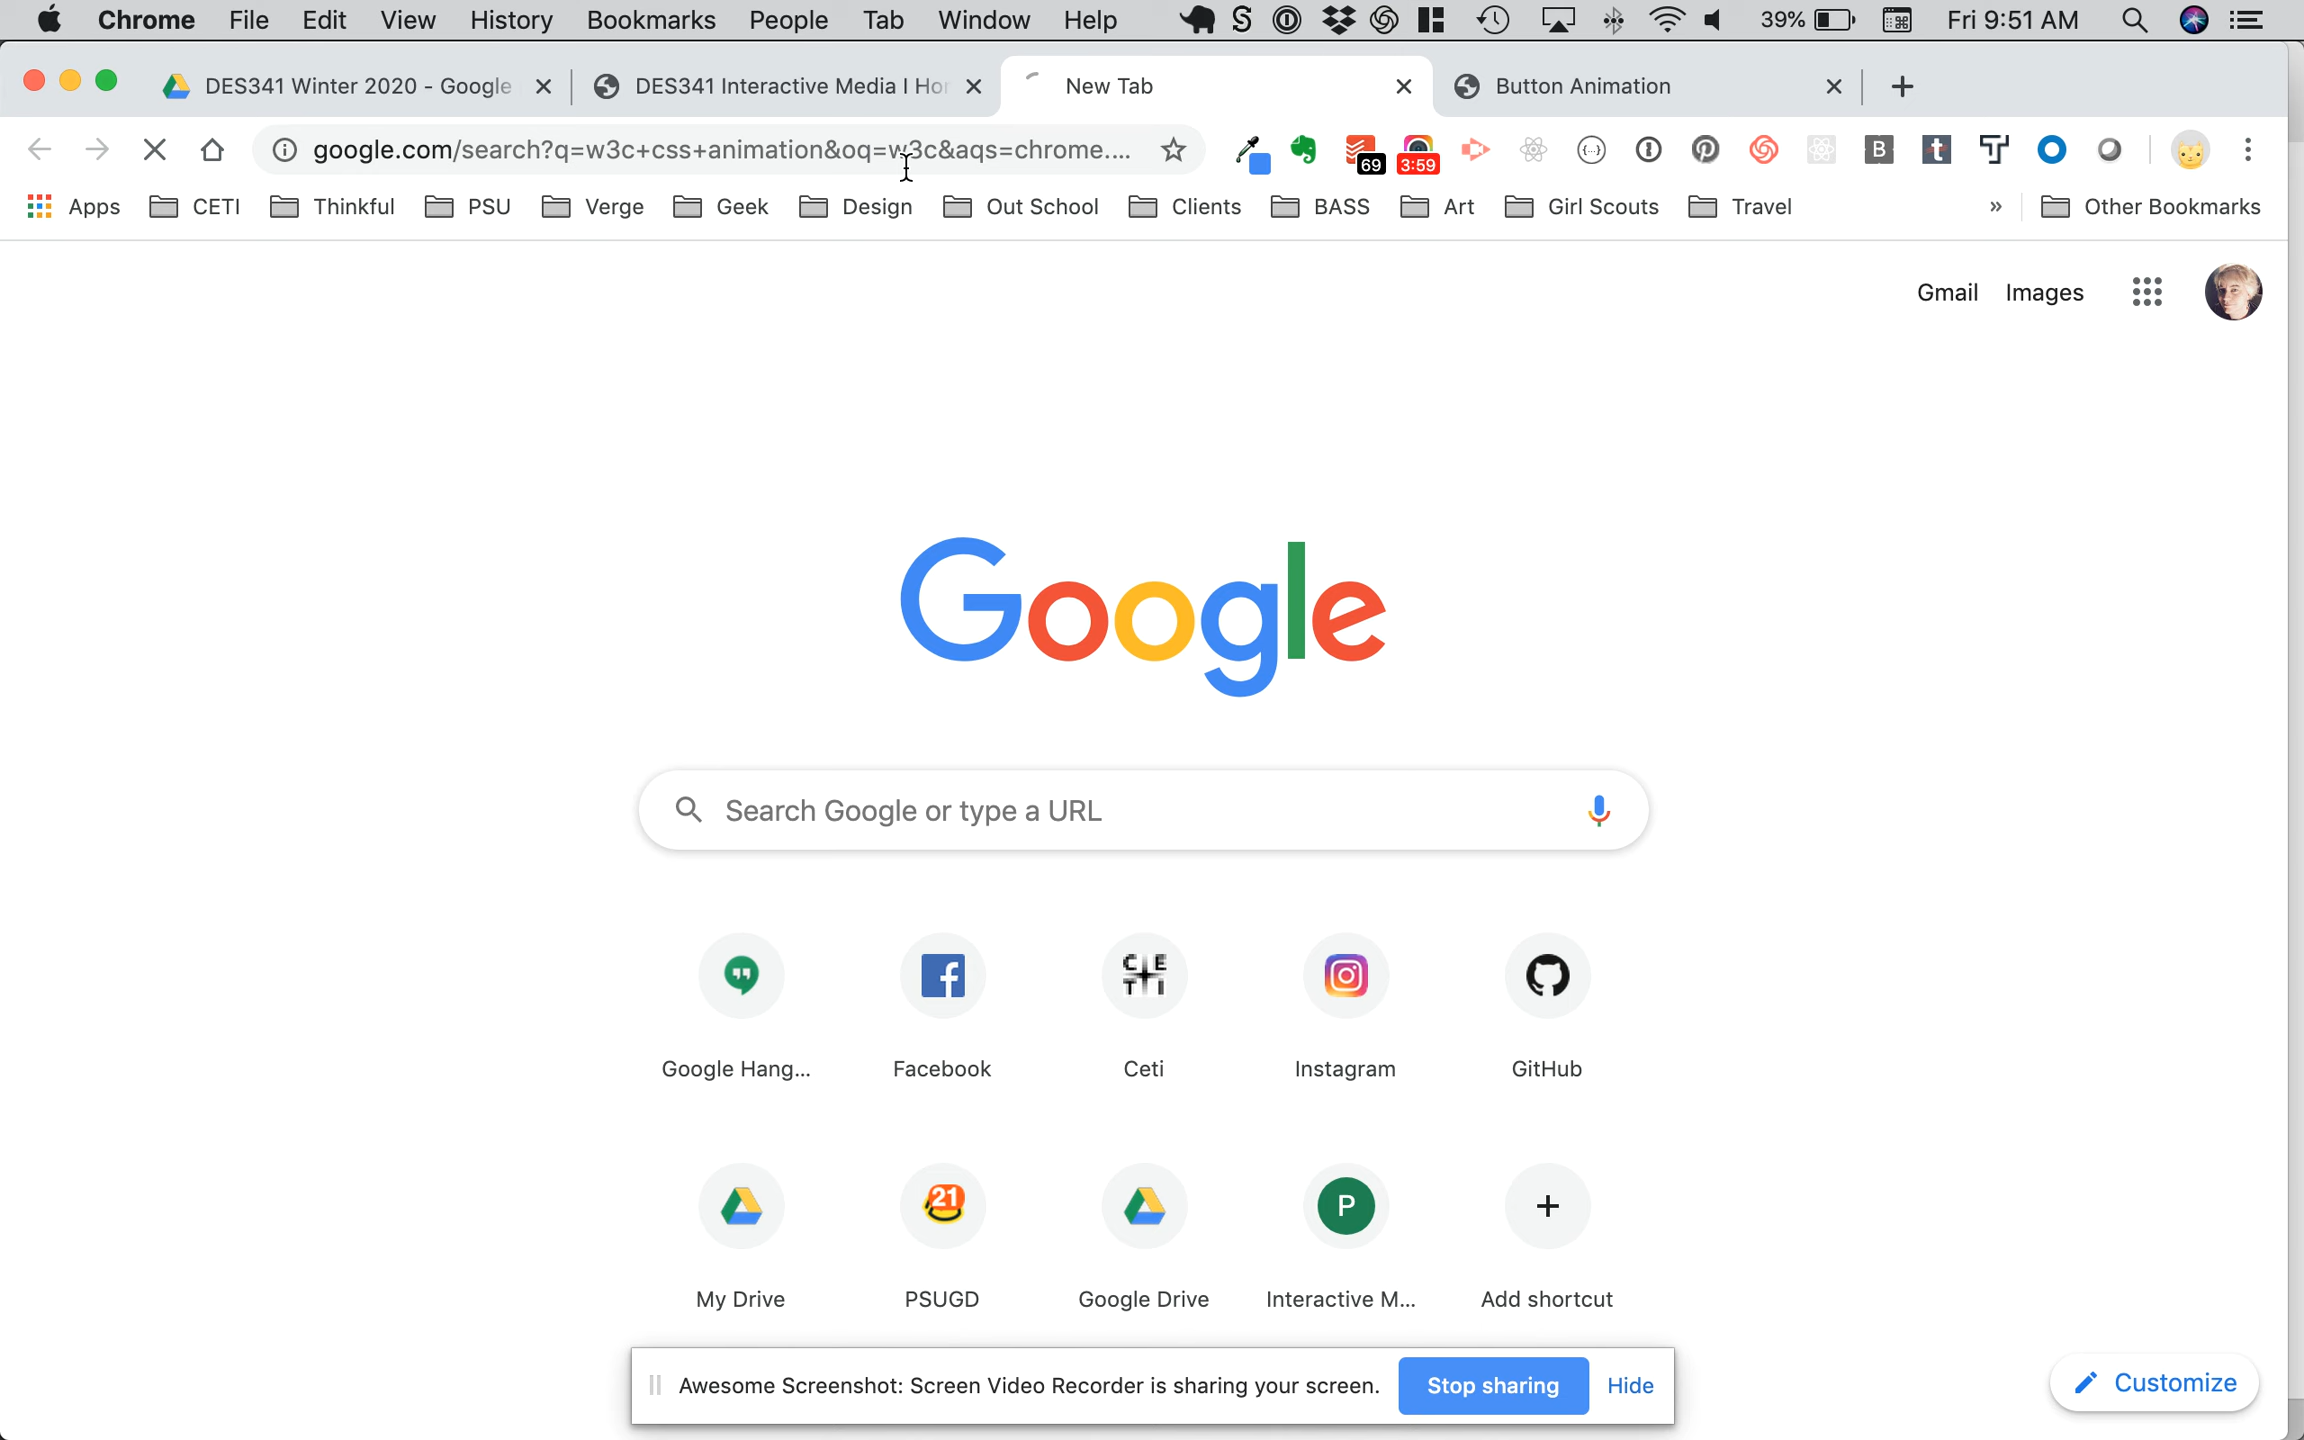 Chrome File Edit View History Bookmarks People Tab Window Help 39% Fri 9:51 AM
DES341 Winter 2020 - Google
DES341 Interactive Media I Hor
New Tab
Button Animation
google.com/search?q=w3c+css+animation&oq=w3c&aqs=chrome....
69
3:59
Apps CETI Thinkful PSU Verge Geek Design Out School Clients BASS Art Girl Scouts Travel » Other Bookmarks
Gmail Images
Google
Search Google or type a URL
CETI
Google Hang... Facebook Ceti Instagram GitHub
21 P
My Drive PSUGD Google Drive Interactive M... Add shortcut
Awesome Screenshot: Screen Video Recorder is sharing your screen. Stop sharing Hide
Customize